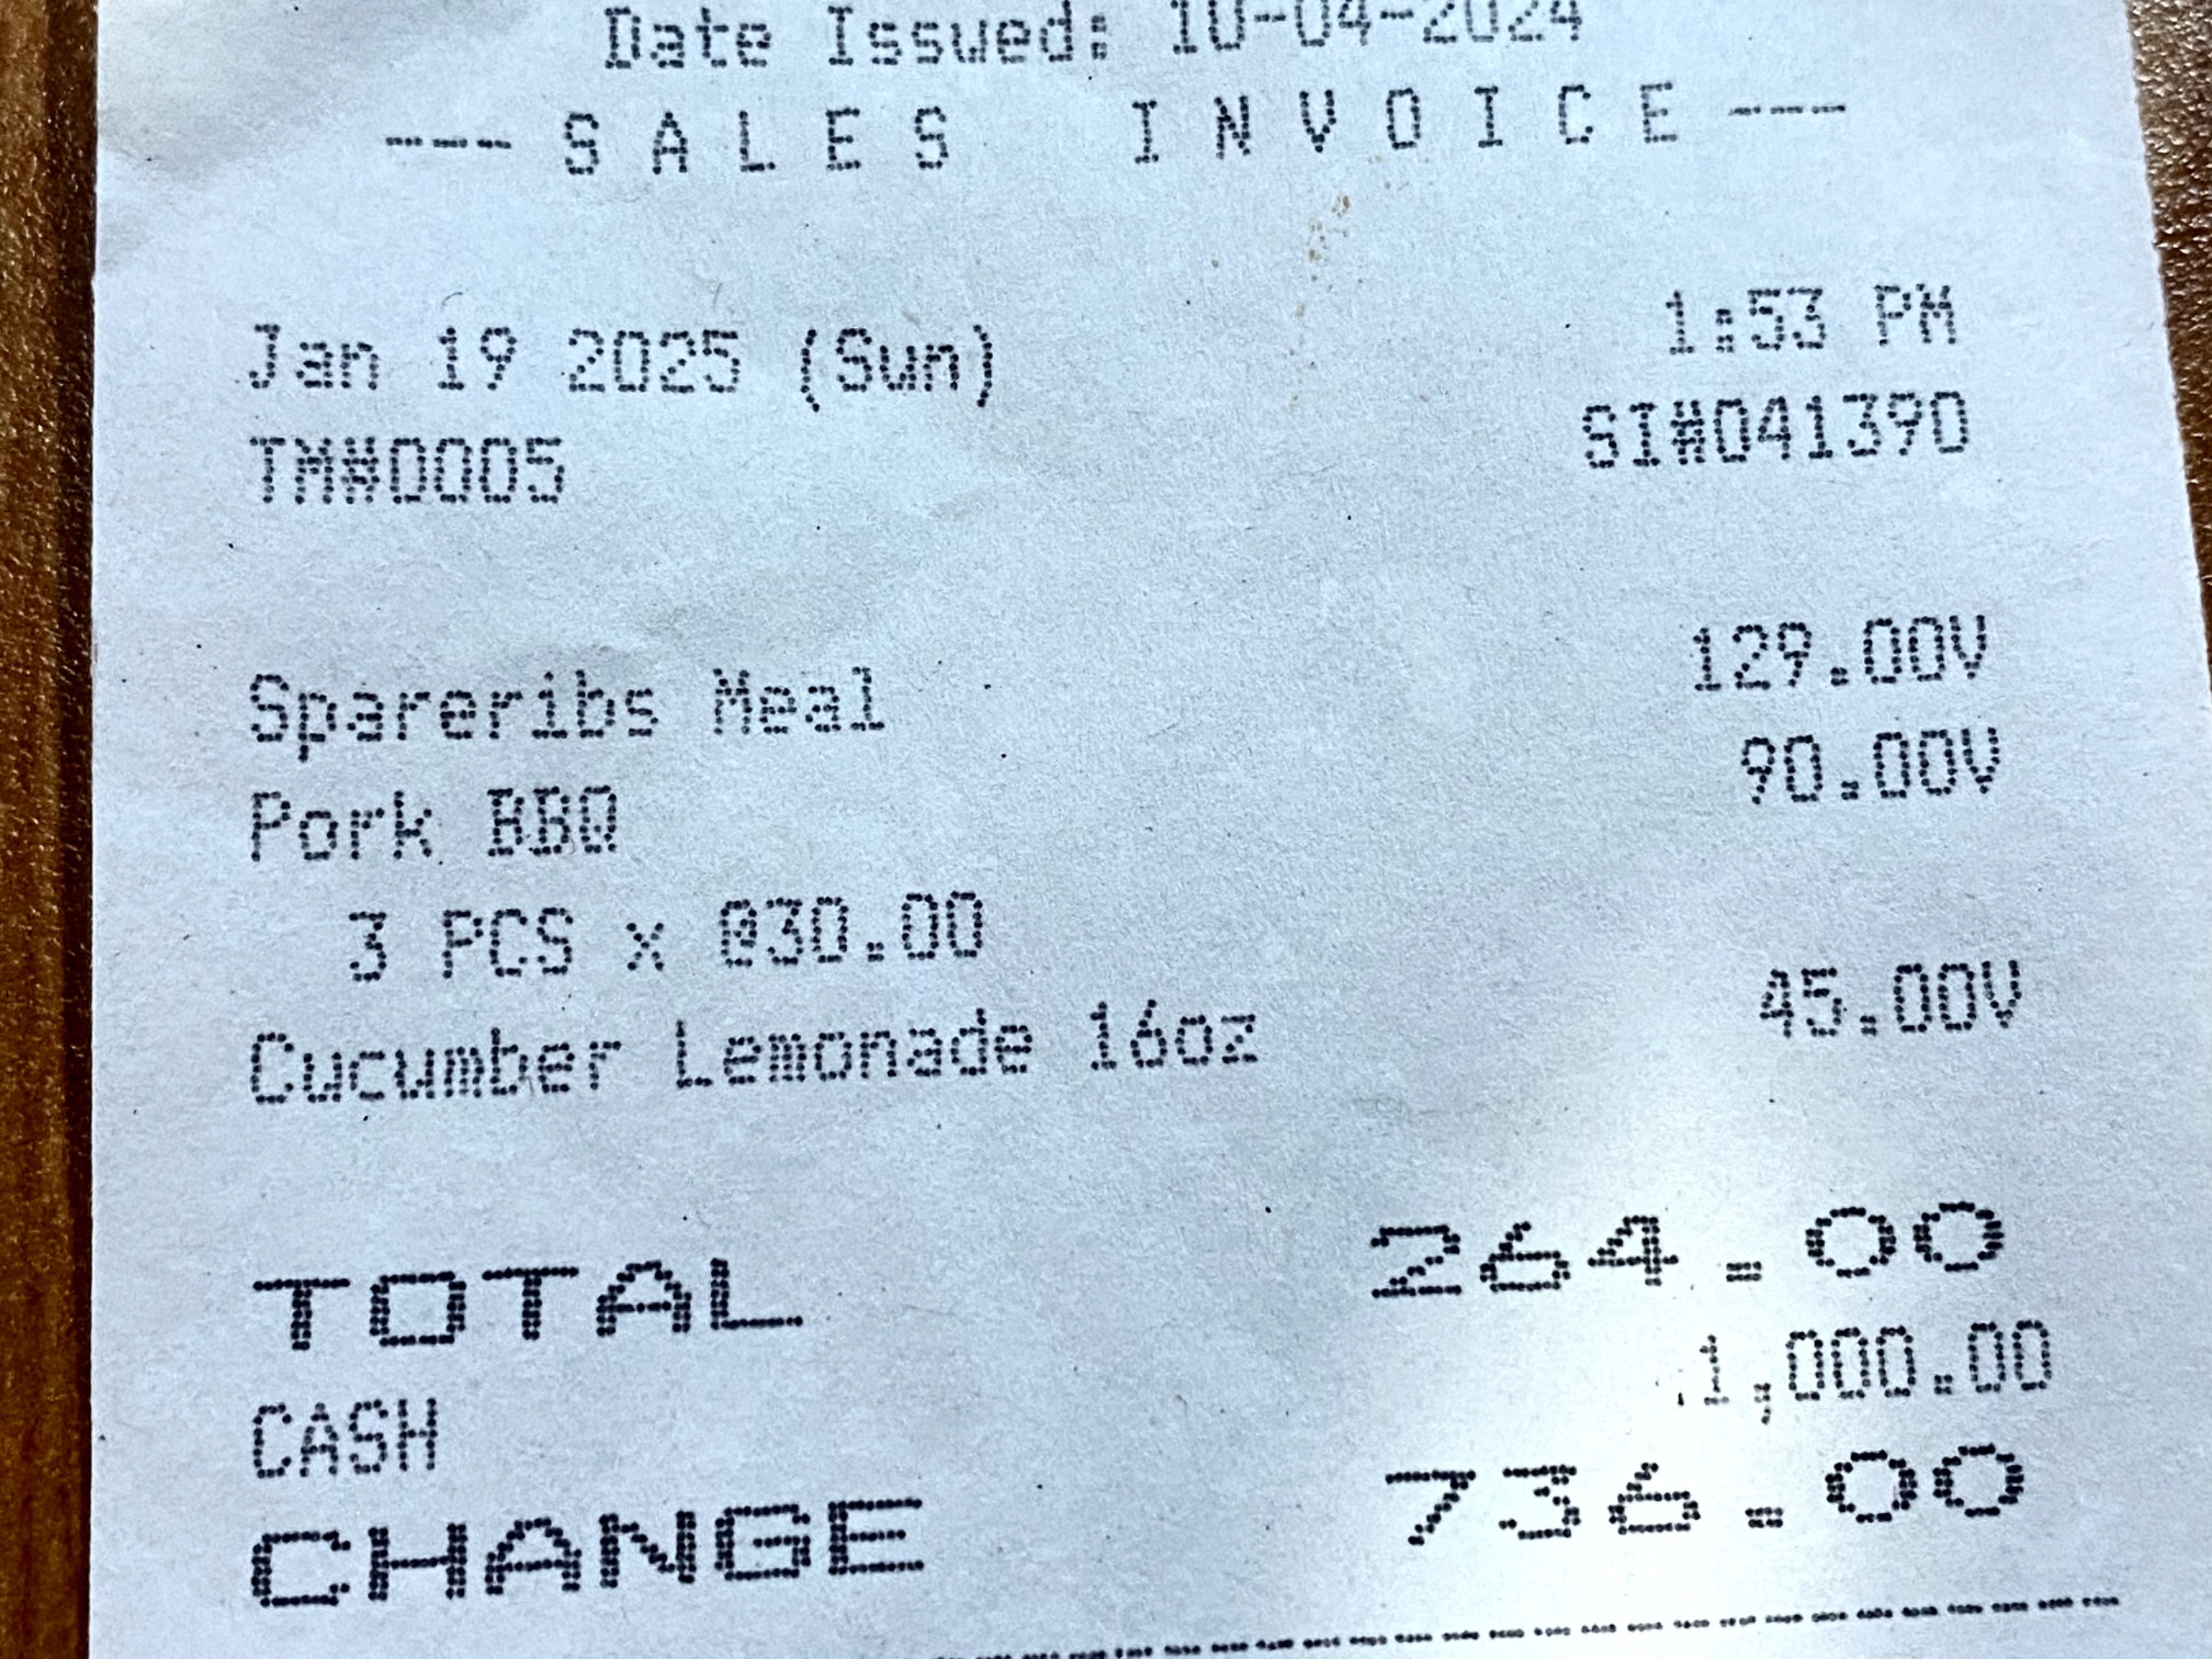 Date Issued: 10-04-2024
--- S A L E S   I N V O I C E ---
Jan 19 2025 (Sun) 1:53 PM
TM#0005 SI#041390
Spareribs Meal 129.00V
Pork BBQ 90.00V
3 PCS x @30.00
Cucumber Lemonade 16oz 45.00V
TOTAL 264.00
CASH 1,000.00
CHANGE 736.00